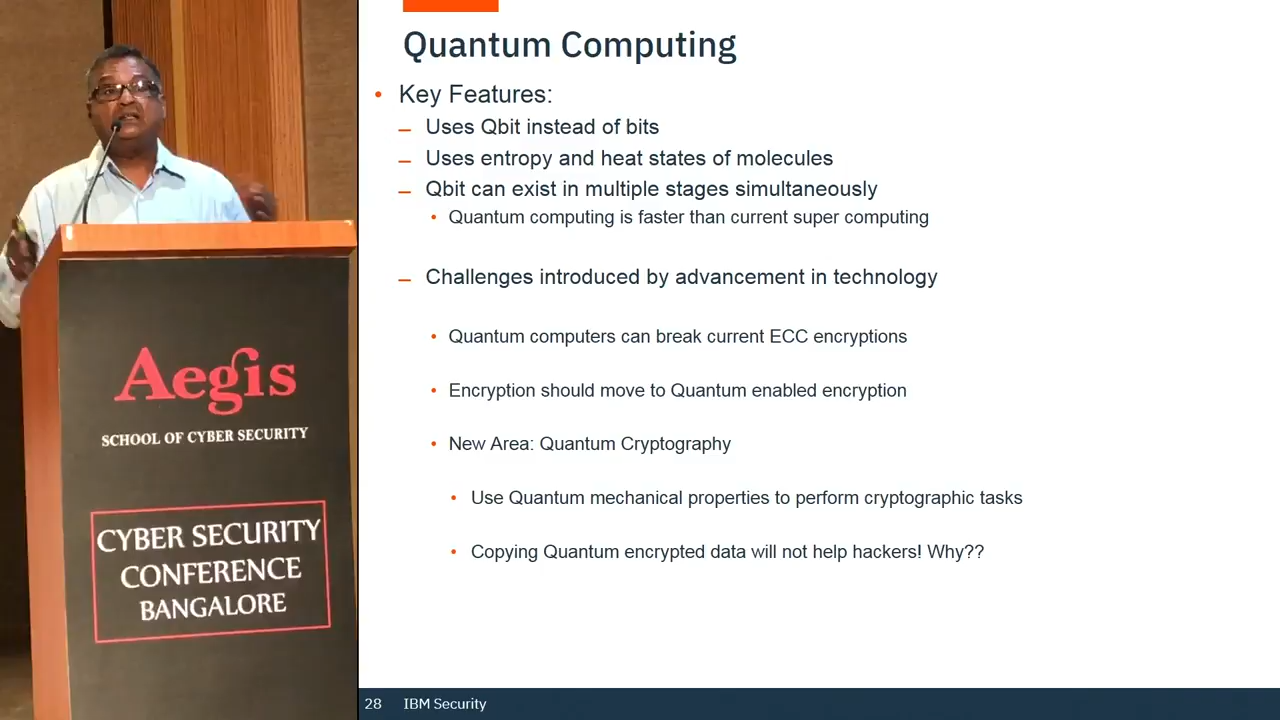 Quantum Computing
• Key Features:
– Uses Qbit instead of bits
– Uses entropy and heat states of molecules
– Qbit can exist in multiple stages simultaneously
• Quantum computing is faster than current super computing
– Challenges introduced by advancement in technology
• Quantum computers can break current ECC encryptions
• Encryption should move to Quantum enabled encryption
• New Area: Quantum Cryptography
• Use Quantum mechanical properties to perform cryptographic tasks
• Copying Quantum encrypted data will not help hackers! Why??
28 IBM Security
Aegis
SCHOOL OF CYBER SECURITY
CYBER SECURITY
CONFERENCE
BANGALORE